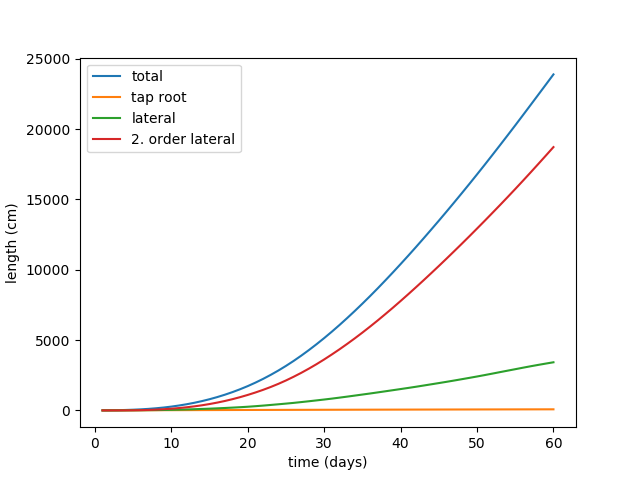 total
tap root
lateral
2. order lateral
25000
20000
15000
10000
5000
0
length (cm)
0 10 20 30 40 50 60
time (days)